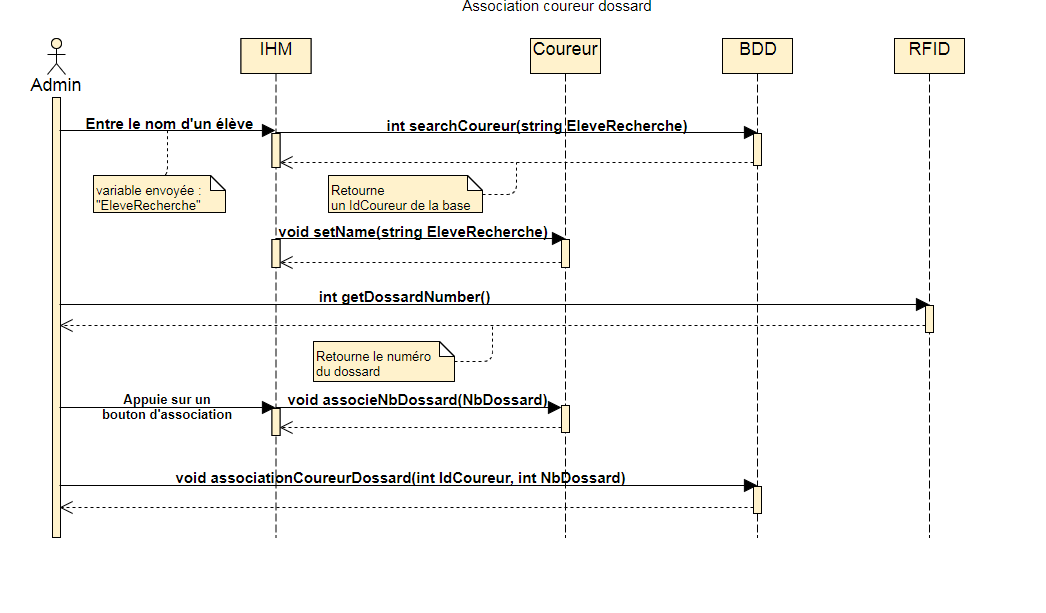 Association coureur dossard
IHM
Coureur
BDD
RFID
Admin
Entre le nom d'un élève
int searchCoureur(string EleveRecherche)
variable envoyée :
"EleveRecherche"
Retourne
un IdCoureur de la base
void setName(string EleveRecherche)
int getDossardNumber()
Retourne le numéro
du dossard
Appuie sur un
bouton d'association
void associeNbDossard(NbDossard)
void associationCoureurDossard(int IdCoureur, int NbDossard)